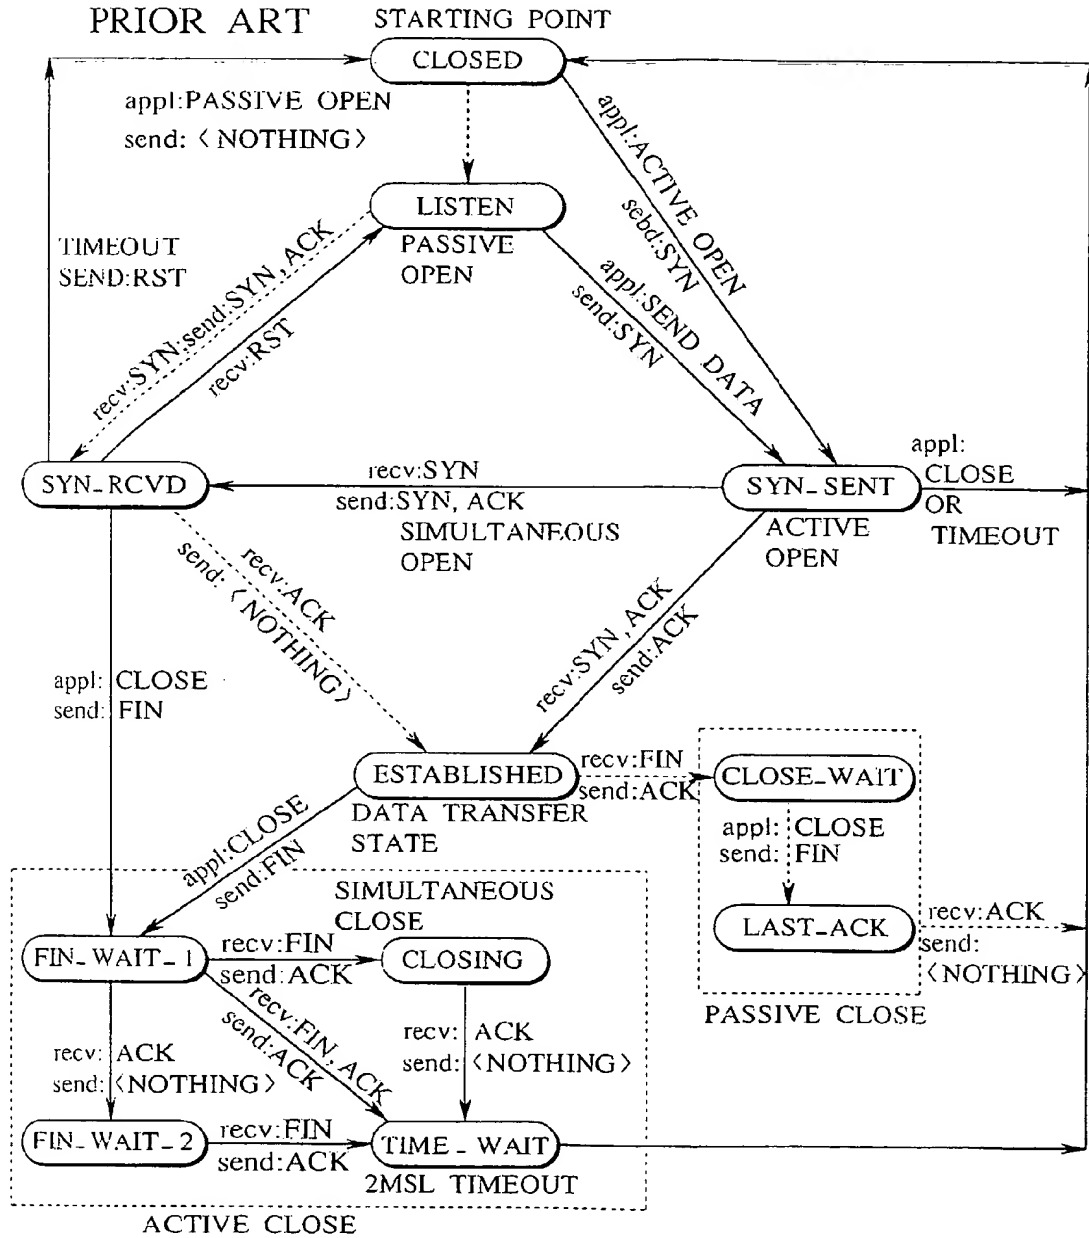 PRIOR ART
STARTING POINT
CLOSED
appl:PASSIVE OPEN
send:〈NOTHING〉
appl:ACTIVE OPEN
sebd:SYN
LISTEN
PASSIVE
OPEN
TIMEOUT
SEND:RST
recv:SYN;send:SYN,ACK
recv:RST
appl:SEND DATA
send:SYN
SYN_RCVD
recv:SYN
send:SYN, ACK
SIMULTANEOUS
OPEN
SYN_SENT
ACTIVE
OPEN
appl:
CLOSE
OR
TIMEOUT
recv:ACK
send:〈NOTHING〉
recv:SYN,ACK
send:ACK
appl: CLOSE
send: FIN
ESTABLISHED
DATA TRANSFER
STATE
recv:FIN
send:ACK
CLOSE_WAIT
appl: CLOSE
send: FIN
LAST_ACK
recv:ACK
send:
〈NOTHING〉
PASSIVE CLOSE
appl:CLOSE
send:FIN
SIMULTANEOUS
CLOSE
FIN_WAIT_1
recv:FIN
send:ACK
CLOSING
recv:FIN, ACK
send:ACK
recv: ACK
send:〈NOTHING〉
recv: ACK
send:〈NOTHING〉
FIN_WAIT_2
recv:FIN
send:ACK
TIME_WAIT
2MSL TIMEOUT
ACTIVE CLOSE